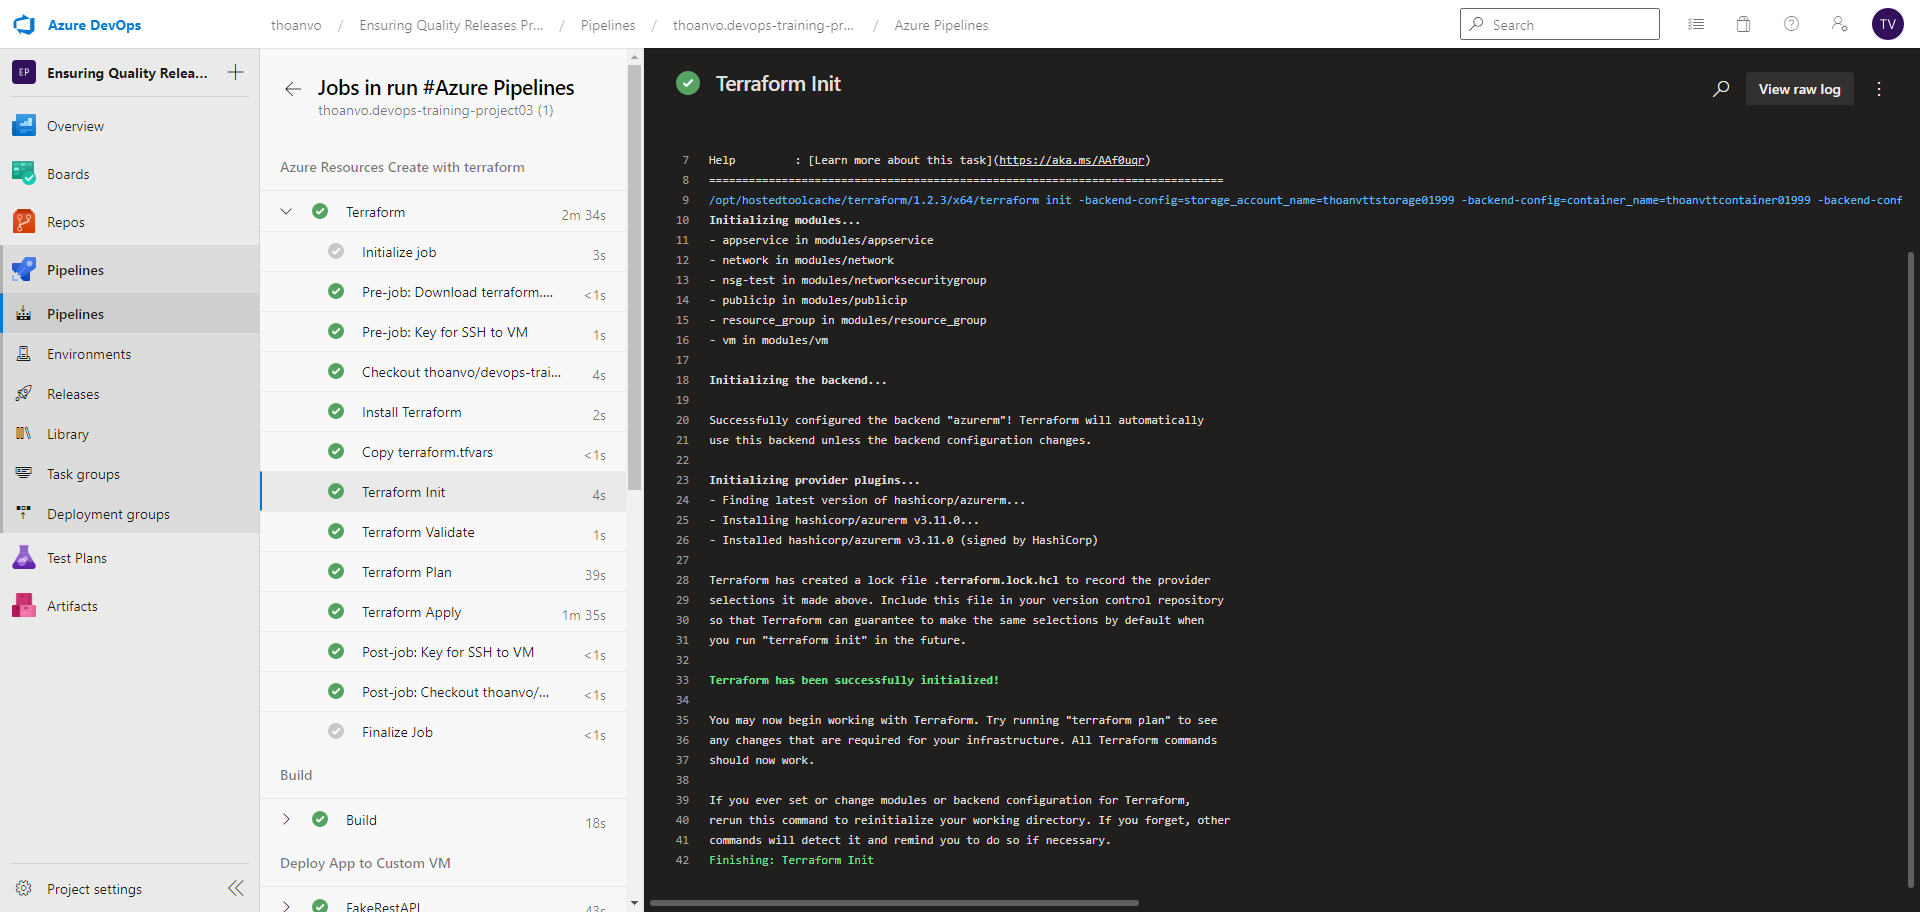 Azure DevOps
thoanvo / Ensuring Quality Releases Pr... / Pipelines / thoanvo.devops-training-pr... / Azure Pipelines
Search
TV
EP
Ensuring Quality Relea...
Overview
Boards
Repos
Pipelines
Pipelines
Environments
Releases
Library
Task groups
Deployment groups
Test Plans
Artifacts
Project settings
Jobs in run #Azure Pipelines
thoanvo.devops-training-project03 (1)
Azure Resources Create with terraform
Terraform 2m 34s
Initialize job 3s
Pre-job: Download terraform.... <1s
Pre-job: Key for SSH to VM 1s
Checkout thoanvo/devops-trai... 4s
Install Terraform 2s
Copy terraform.tfvars <1s
Terraform Init 4s
Terraform Validate 1s
Terraform Plan 39s
Terraform Apply 1m 35s
Post-job: Key for SSH to VM <1s
Post-job: Checkout thoanvo/... <1s
Finalize Job <1s
Build
Build 18s
Deploy App to Custom VM
FakeRestAPI 43s
Terraform Init
View raw log
7 Help : [Learn more about this task](https://aka.ms/AAf0uqr)
8 ==============================================================================
9 /opt/hostedtoolcache/terraform/1.2.3/x64/terraform init -backend-config=storage_account_name=thoanvttstorage01999 -backend-config=container_name=thoanvttcontainer01999 -backend-conf
10 Initializing modules...
11 - appservice in modules/appservice
12 - network in modules/network
13 - nsg-test in modules/networksecuritygroup
14 - publicip in modules/publicip
15 - resource_group in modules/resource_group
16 - vm in modules/vm
17
18 Initializing the backend...
19
20 Successfully configured the backend "azurerm"! Terraform will automatically
21 use this backend unless the backend configuration changes.
22
23 Initializing provider plugins...
24 - Finding latest version of hashicorp/azurerm...
25 - Installing hashicorp/azurerm v3.11.0...
26 - Installed hashicorp/azurerm v3.11.0 (signed by HashiCorp)
27
28 Terraform has created a lock file .terraform.lock.hcl to record the provider
29 selections it made above. Include this file in your version control repository
30 so that Terraform can guarantee to make the same selections by default when
31 you run "terraform init" in the future.
32
33 Terraform has been successfully initialized!
34
35 You may now begin working with Terraform. Try running "terraform plan" to see
36 any changes that are required for your infrastructure. All Terraform commands
37 should now work.
38
39 If you ever set or change modules or backend configuration for Terraform,
40 rerun this command to reinitialize your working directory. If you forget, other
41 commands will detect it and remind you to do so if necessary.
42 Finishing: Terraform Init